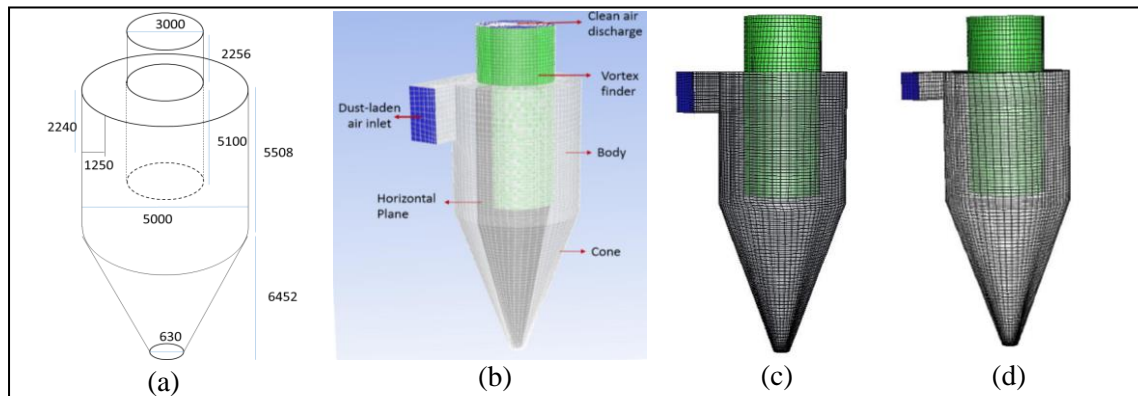 3000
2256
2240
1250
5100
5508
5000
6452
630
(a)
Clean air
discharge
Vortex
finder
Dust-laden
air inlet
Body
Horizontal
Plane
Cone
(b)
(c)
(d)